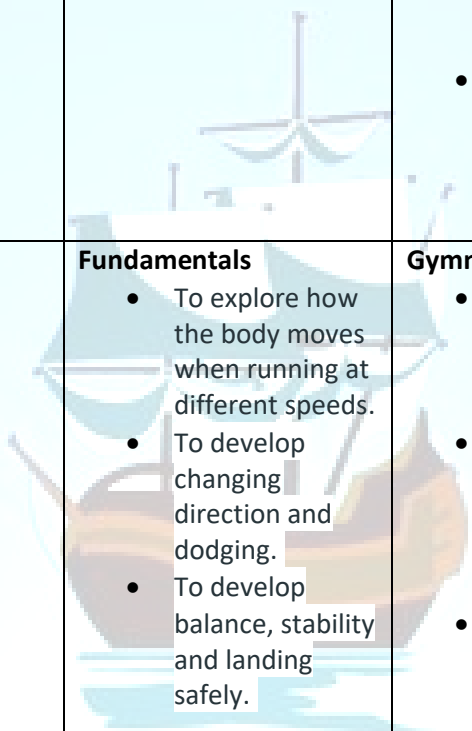 Fundamentals
• To explore how
the body moves
when running at
different speeds.
• To develop
changing
direction and
dodging.
• To develop
balance, stability
and landing
safely.
Gymn
•
•
•
•